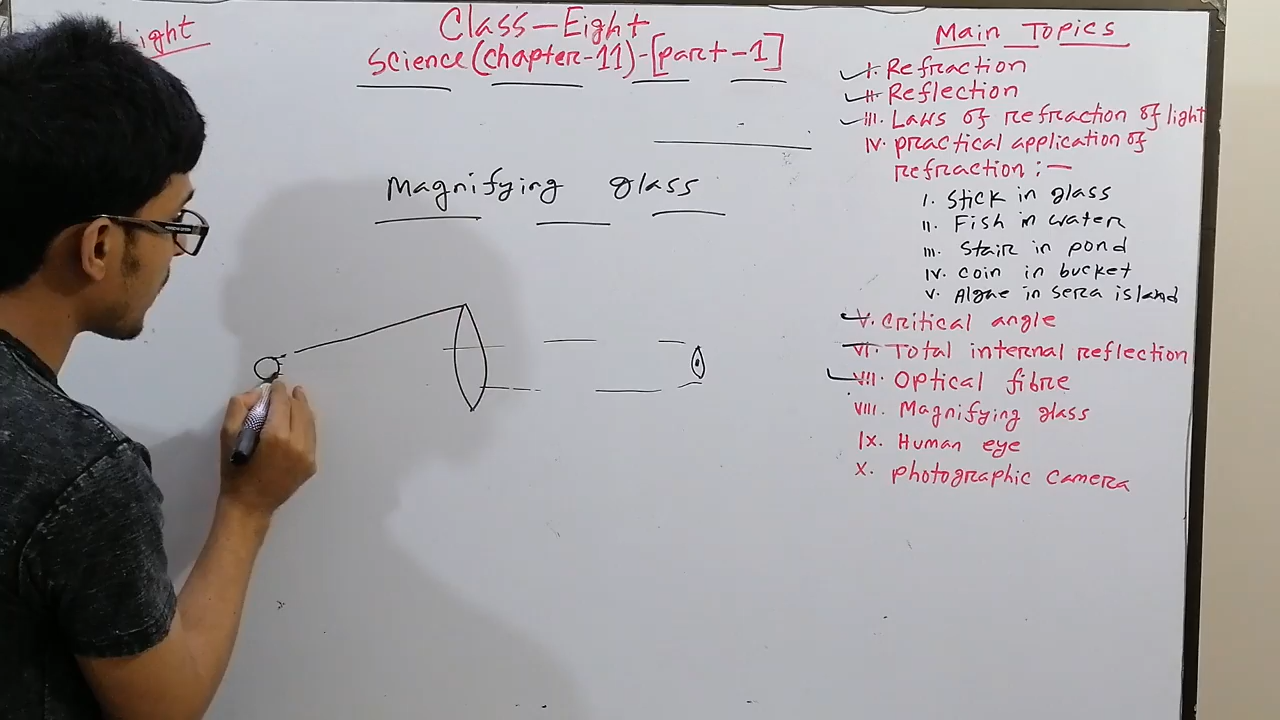 Light
Class-Eight
Science (chapter-11)-[part-1]
Magnifying glass
Main Topics
I. Refraction
II. Reflection
III. Laws of refraction of light
IV. practical application of
refraction :-
I. Stick in glass
II. Fish in water
III. Stair in pond
IV. Coin in bucket
V. Algae in Sera island
V. Critical angle
VI. Total internal reflection
VII. Optical fibre
VIII. Magnifying glass
IX. Human eye
X. photographic camera